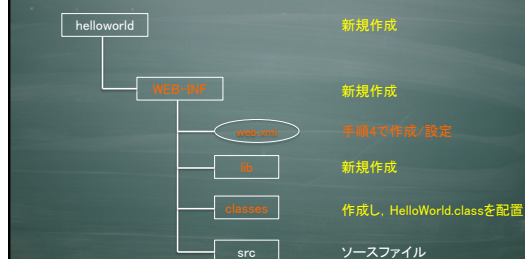 helloworld 新規作成
WEB-INF 新規作成
web.xml 手順4で作成/設定
lib 新規作成
classes 作成し, HelloWorld.classを配置
src ソースファイル